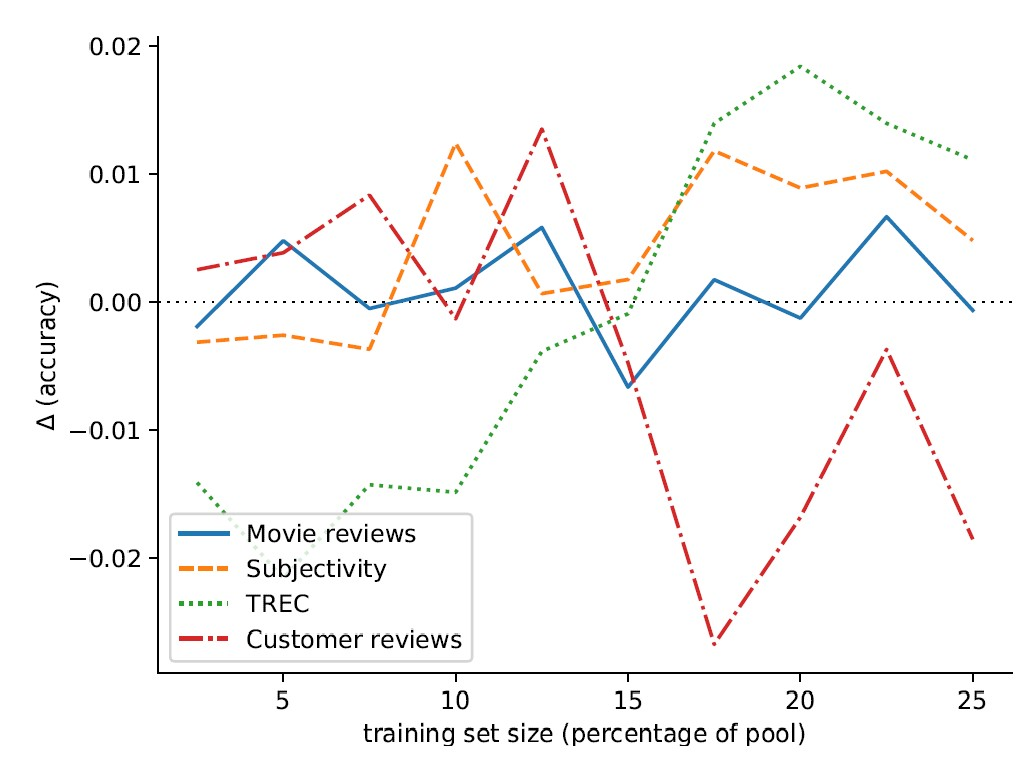 0.02
0.01
0.00
−0.01
−0.02
Δ (accuracy)
Movie reviews
Subjectivity
TREC
Customer reviews
5 10 15 20 25
training set size (percentage of pool)